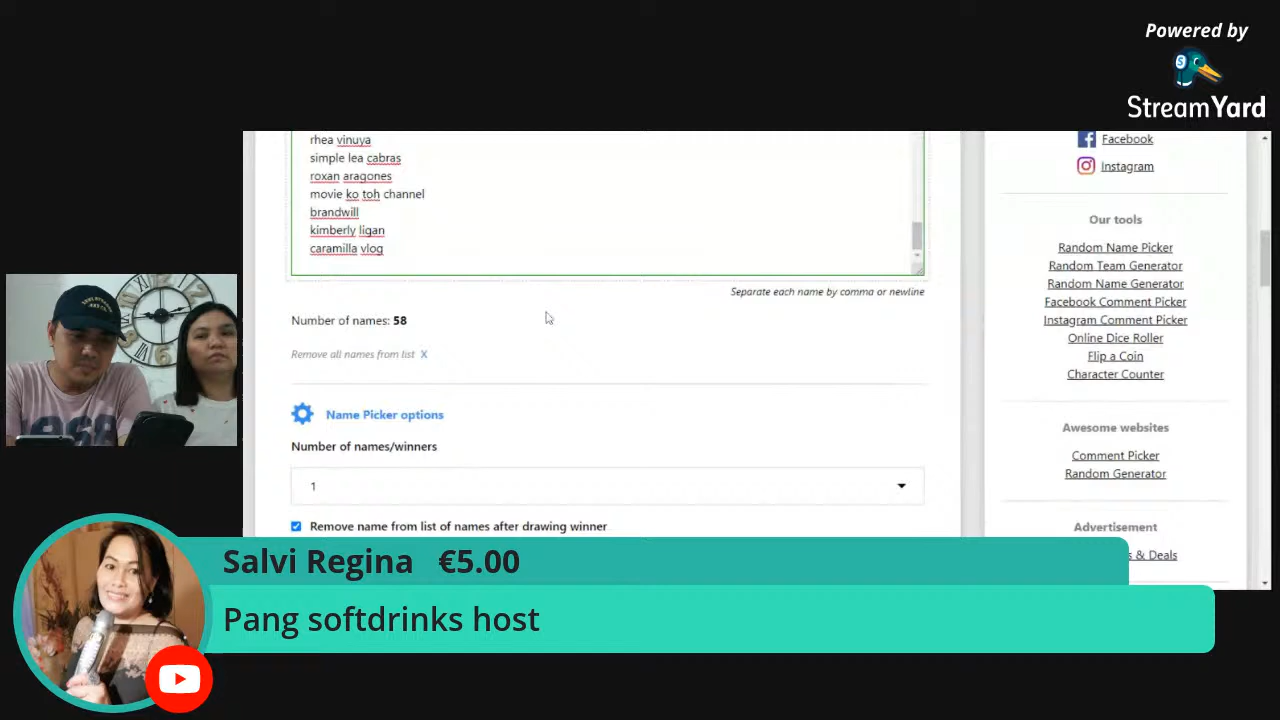 Powered by
StreamYard
rhea vinuya
simple lea cabras
roxan aragones
movie ko toh channel
brandwill
kimberly ligan
caramilla vlog
Separate each name by comma or newline
Number of names: 58
Remove all names from list X
Name Picker options
Number of names/winners
1
Remove name from list of names after drawing winner
Facebook
Instagram
Our tools
Random Name Picker
Random Team Generator
Random Name Generator
Facebook Comment Picker
Instagram Comment Picker
Online Dice Roller
Flip a Coin
Character Counter
Awesome websites
Comment Picker
Random Generator
Advertisement
& Deals
Salvi Regina €5.00
Pang softdrinks host